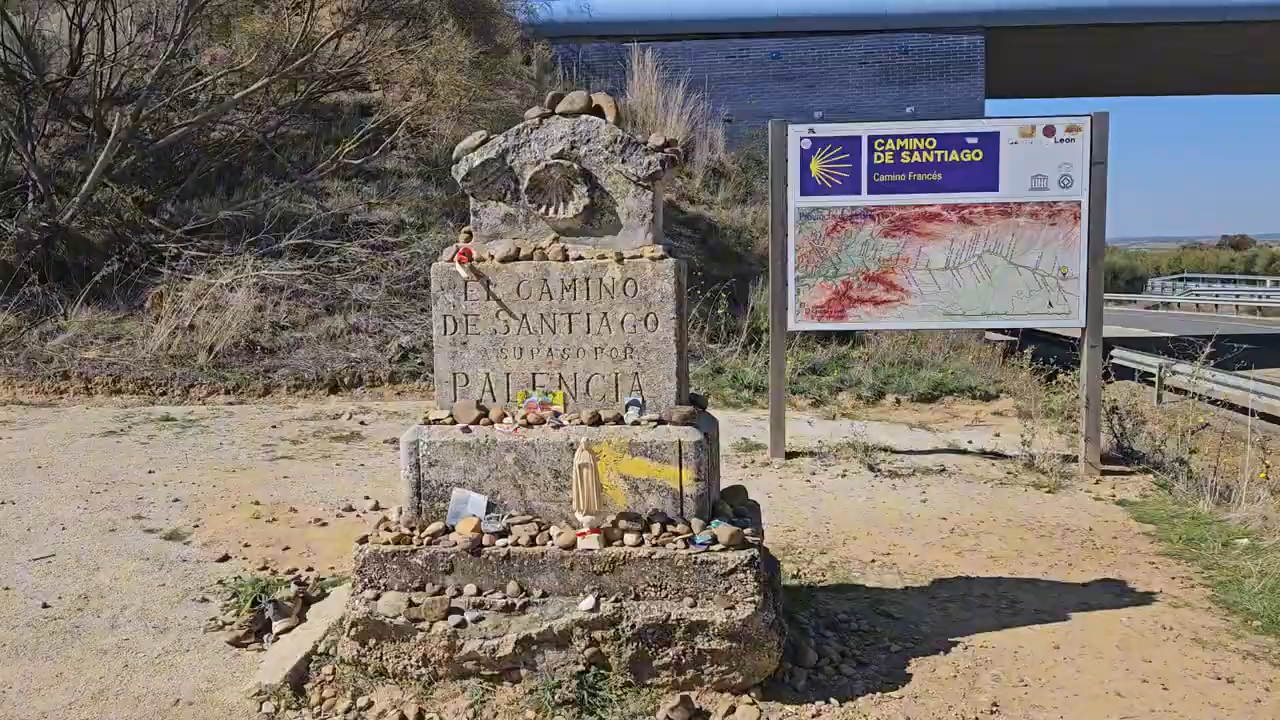 EL CAMINO
DE SANTIAGO
A SU PASO POR
PALENCIA
CAMINO
DE SANTIAGO
Camino Francés
León